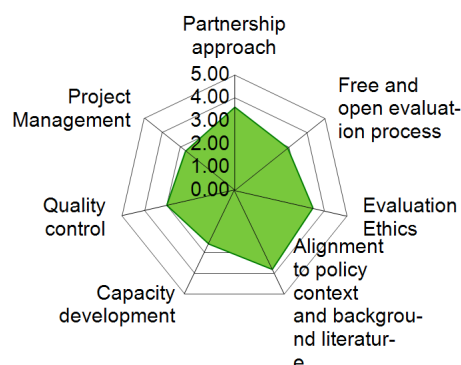 Partnership
approach
5.00
4.00
3.00
2.00
1.00
0.00
Free and
open evaluat-
ion process
Evaluation
Ethics
Alignment
to policy
context
and backgrou-
nd literatur-
e
Capacity
development
Quality
control
Project
Management